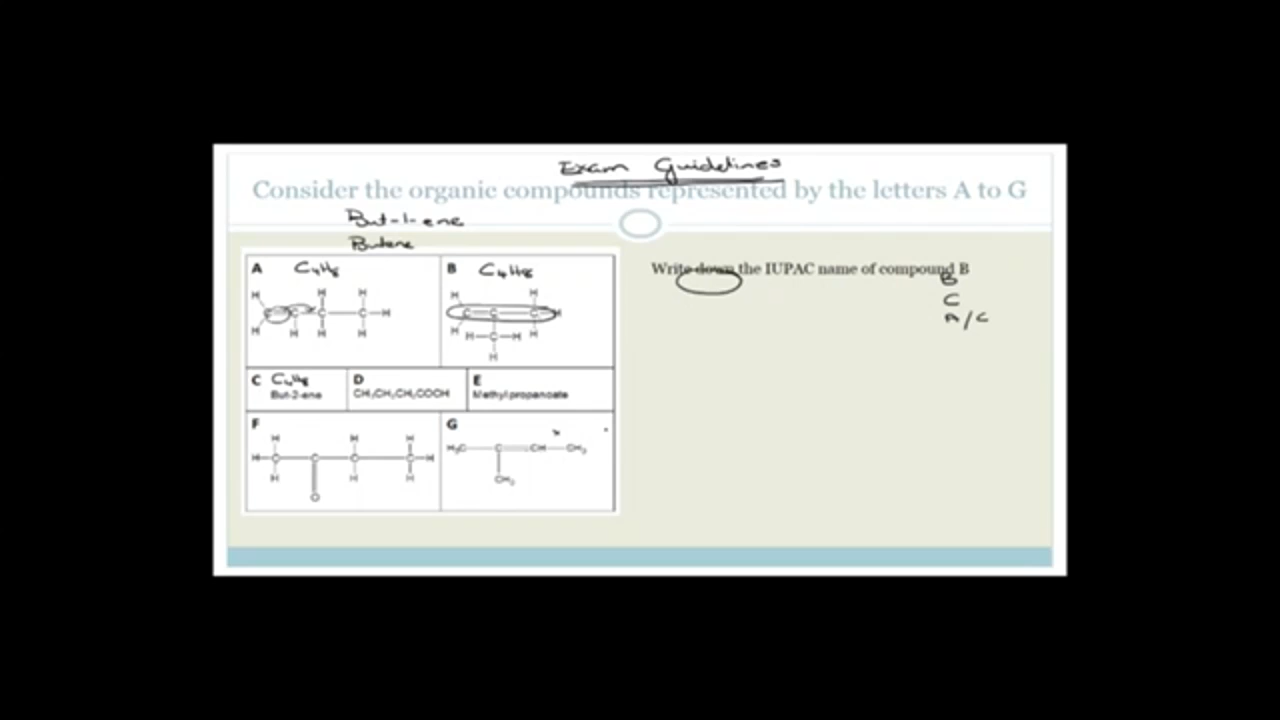 Exam Guidelines
Consider the organic compounds represented by the letters A to G
But-1-ene
Butene
Write down the IUPAC name of compound B
B
C
A/C
A C₄H₈
H H H
C C C C H
H H H H
B C₄H₈
H H
C C C H
H H C H H
H
C C₄H₈
But-2-ene
D
CH₃CH₂CH₂COOH
E
Methyl propanoate
F
H H H
H C C C C H
H H H
O
G
H₃C C CH CH₃
CH₃